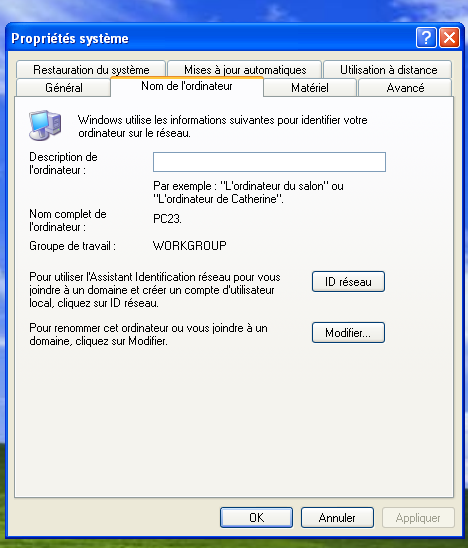 Propriétés système
Restauration du système
Mises à jour automatiques
Utilisation à distance
Général
Nom de l'ordinateur
Matériel
Avancé
Windows utilise les informations suivantes pour identifier votre
ordinateur sur le réseau.
Description de
l'ordinateur :
Par exemple : "L'ordinateur du salon" ou
"L'ordinateur de Catherine".
Nom complet de
l'ordinateur :
PC23.
Groupe de travail :
WORKGROUP
Pour utiliser l'Assistant Identification réseau pour vous
joindre à un domaine et créer un compte d'utilisateur
local, cliquez sur ID réseau.
ID réseau
Pour renommer cet ordinateur ou vous joindre à un
domaine, cliquez sur Modifier.
Modifier...
OK
Annuler
Appliquer